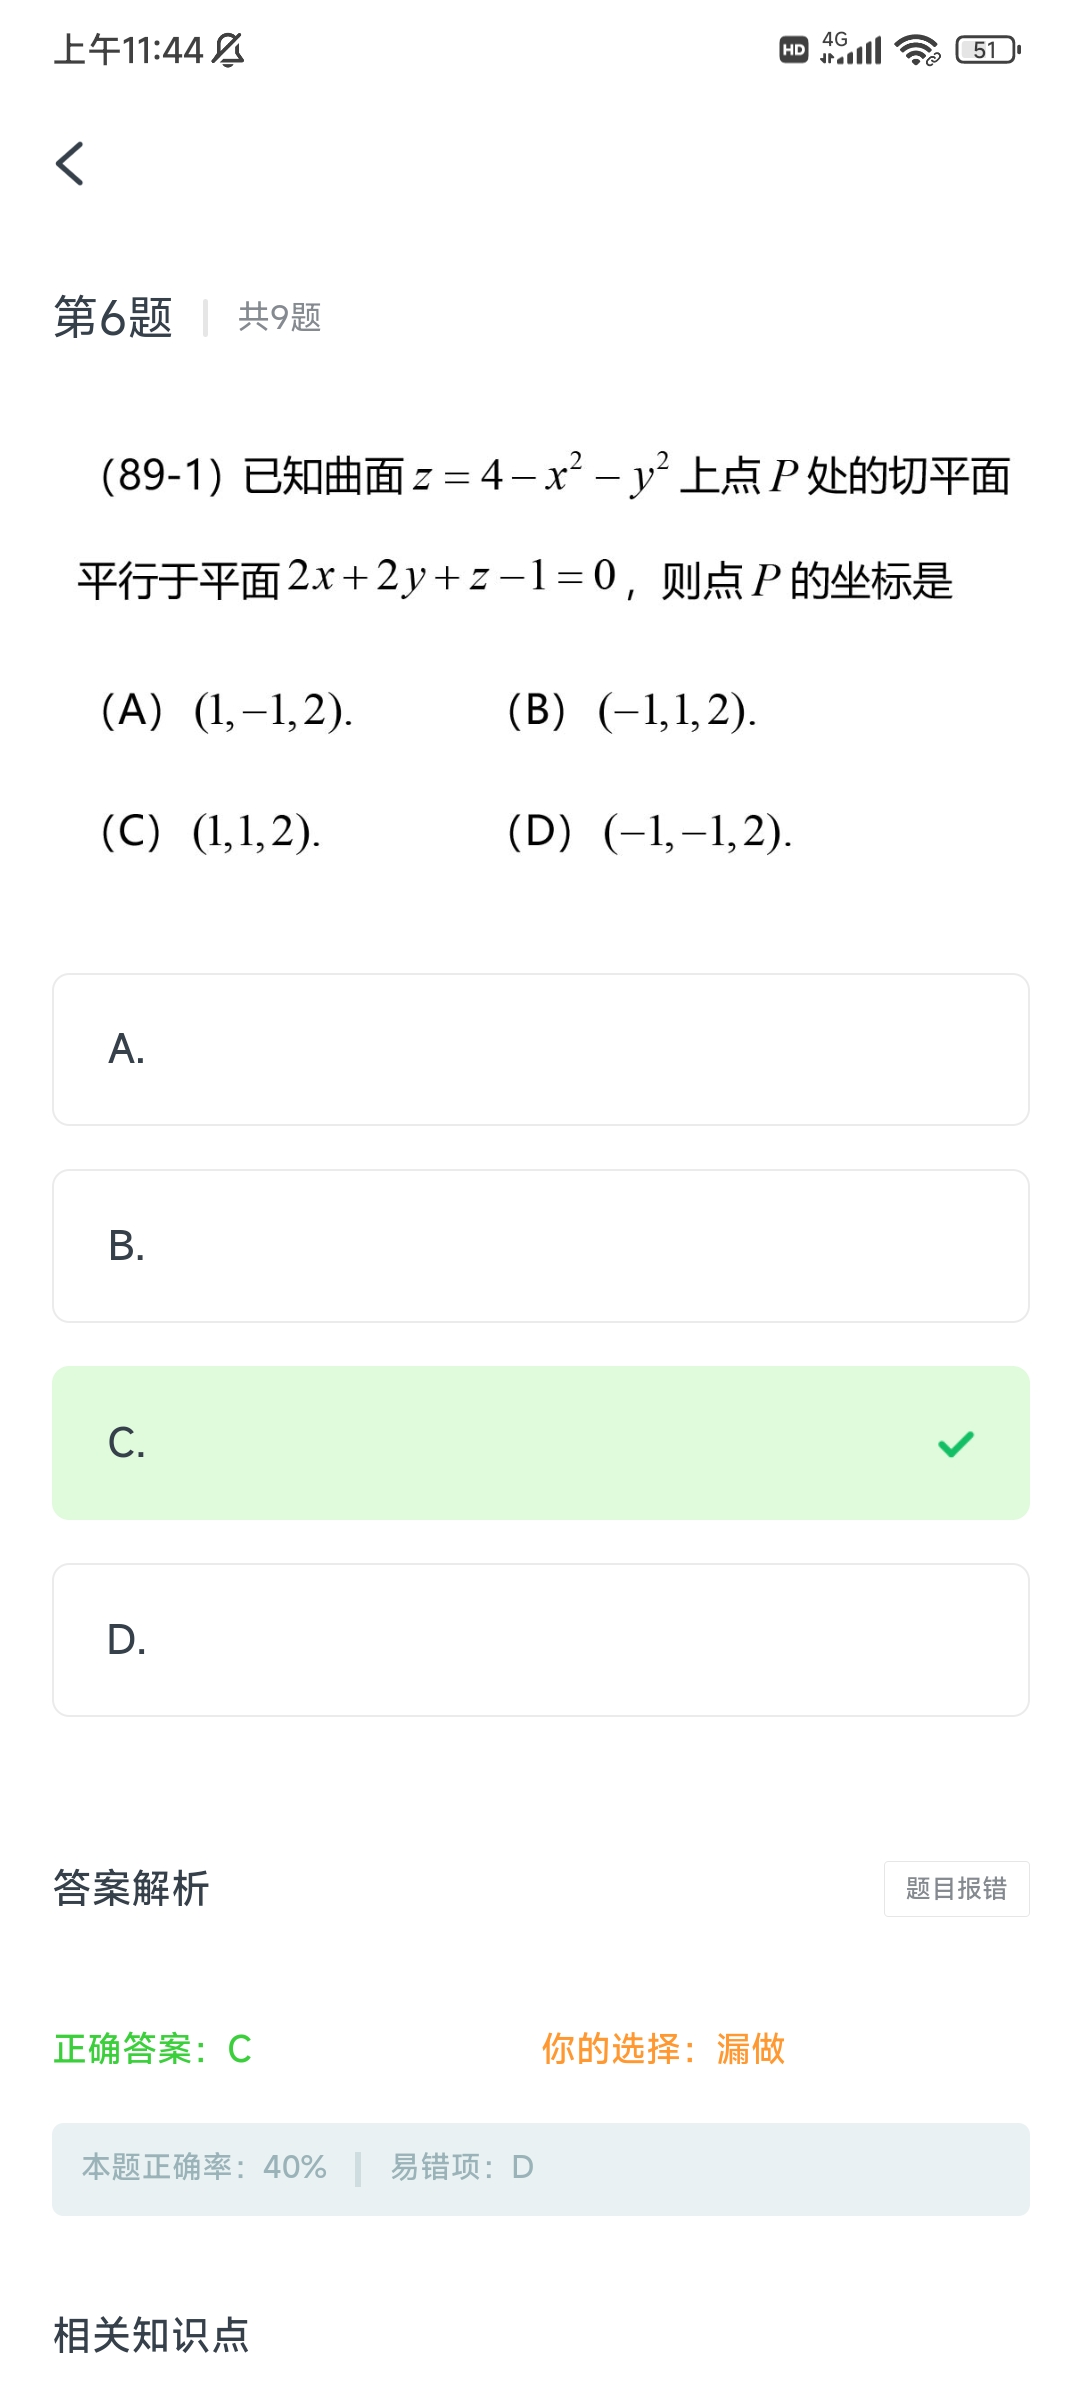 上午11:44 HD 4G 51
第6题 共9题
（89-1）已知曲面 z = 4 − x² − y² 上点 P 处的切平面
平行于平面 2x + 2y + z − 1 = 0，则点 P 的坐标是
（A） (1, −1, 2). （B） (−1, 1, 2).
（C） (1, 1, 2). （D） (−1, −1, 2).
A.
B.
C.
D.
答案解析 题目报错
正确答案：C 你的选择：漏做
本题正确率：40% 易错项：D
相关知识点